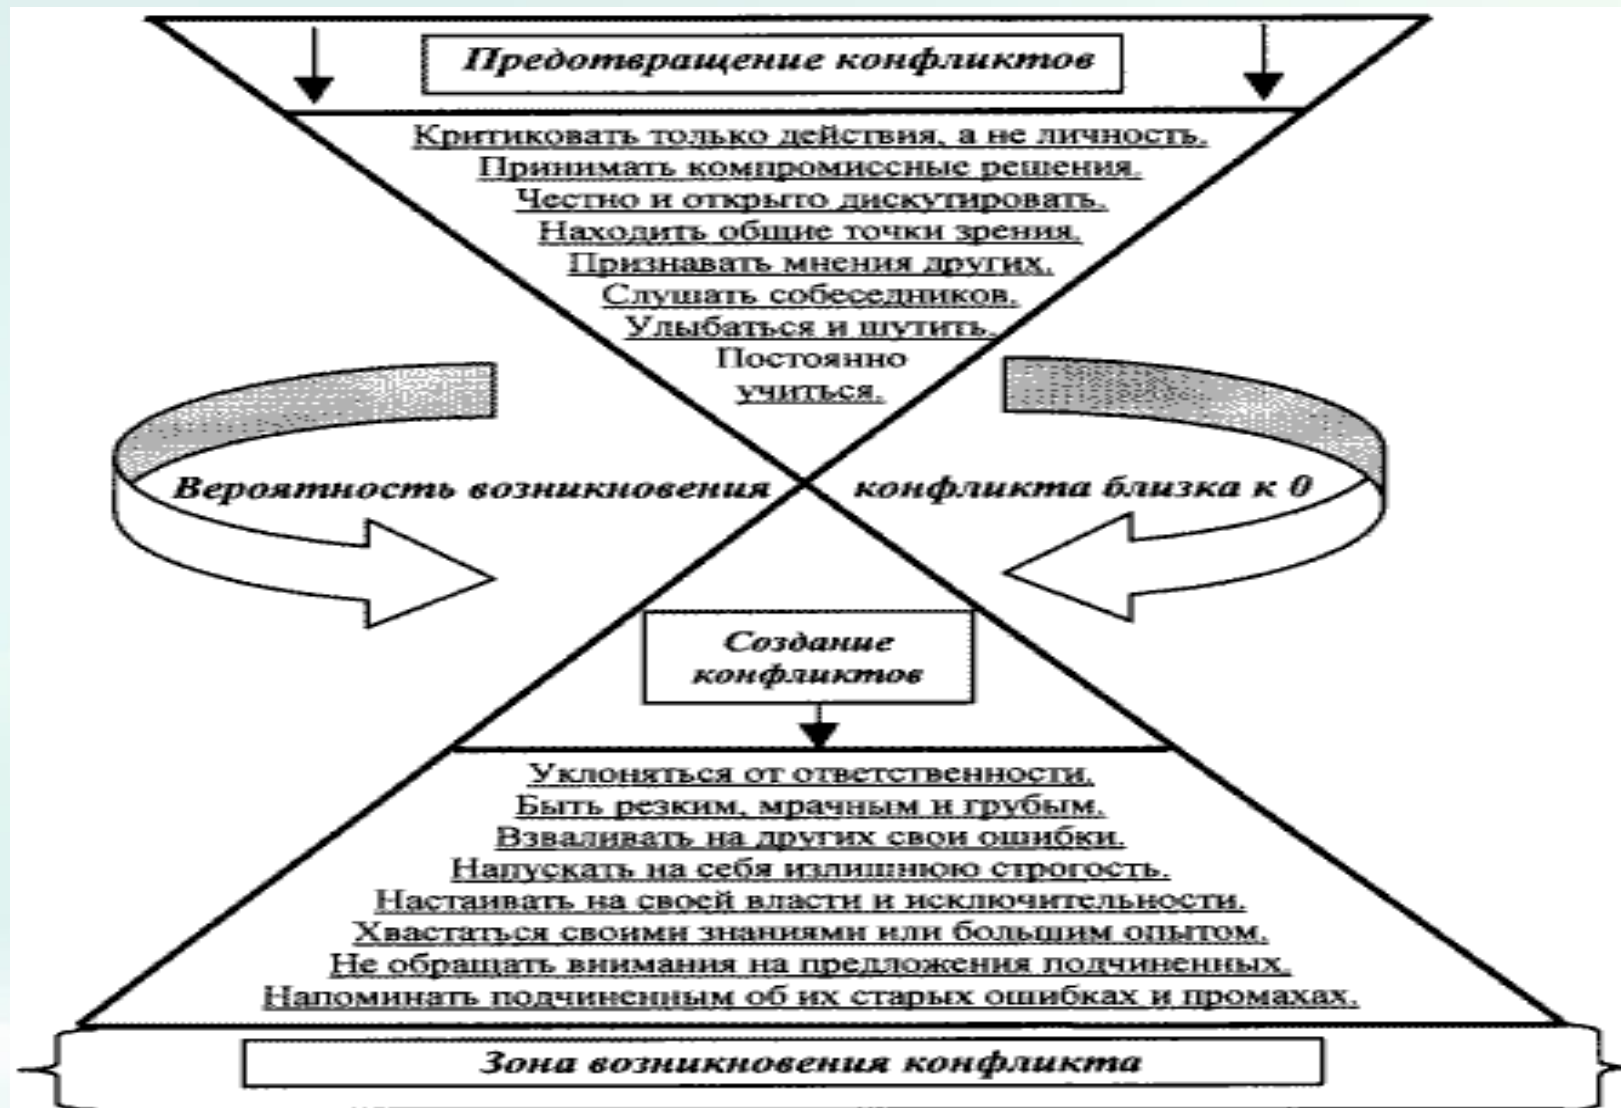 Предотвращение конфликтов
Критиковать только действия, а не личность.
Принимать компромиссные решения.
Честно и открыто дискутировать.
Находить общие точки зрения.
Признавать мнения других.
Слушать собеседников.
Улыбаться и шутить.
Постоянно
учиться.
Вероятность возникновения конфликта близка к 0
Создание
конфликтов
Уклоняться от ответственности.
Быть резким, мрачным и грубым.
Взваливать на других свои ошибки.
Напускать на себя излишнюю строгость.
Настаивать на своей власти и исключительности.
Хвастаться своими знаниями или большим опытом.
Не обращать внимания на предложения подчиненных.
Напоминать подчиненным об их старых ошибках и промахах.
Зона возникновения конфликта